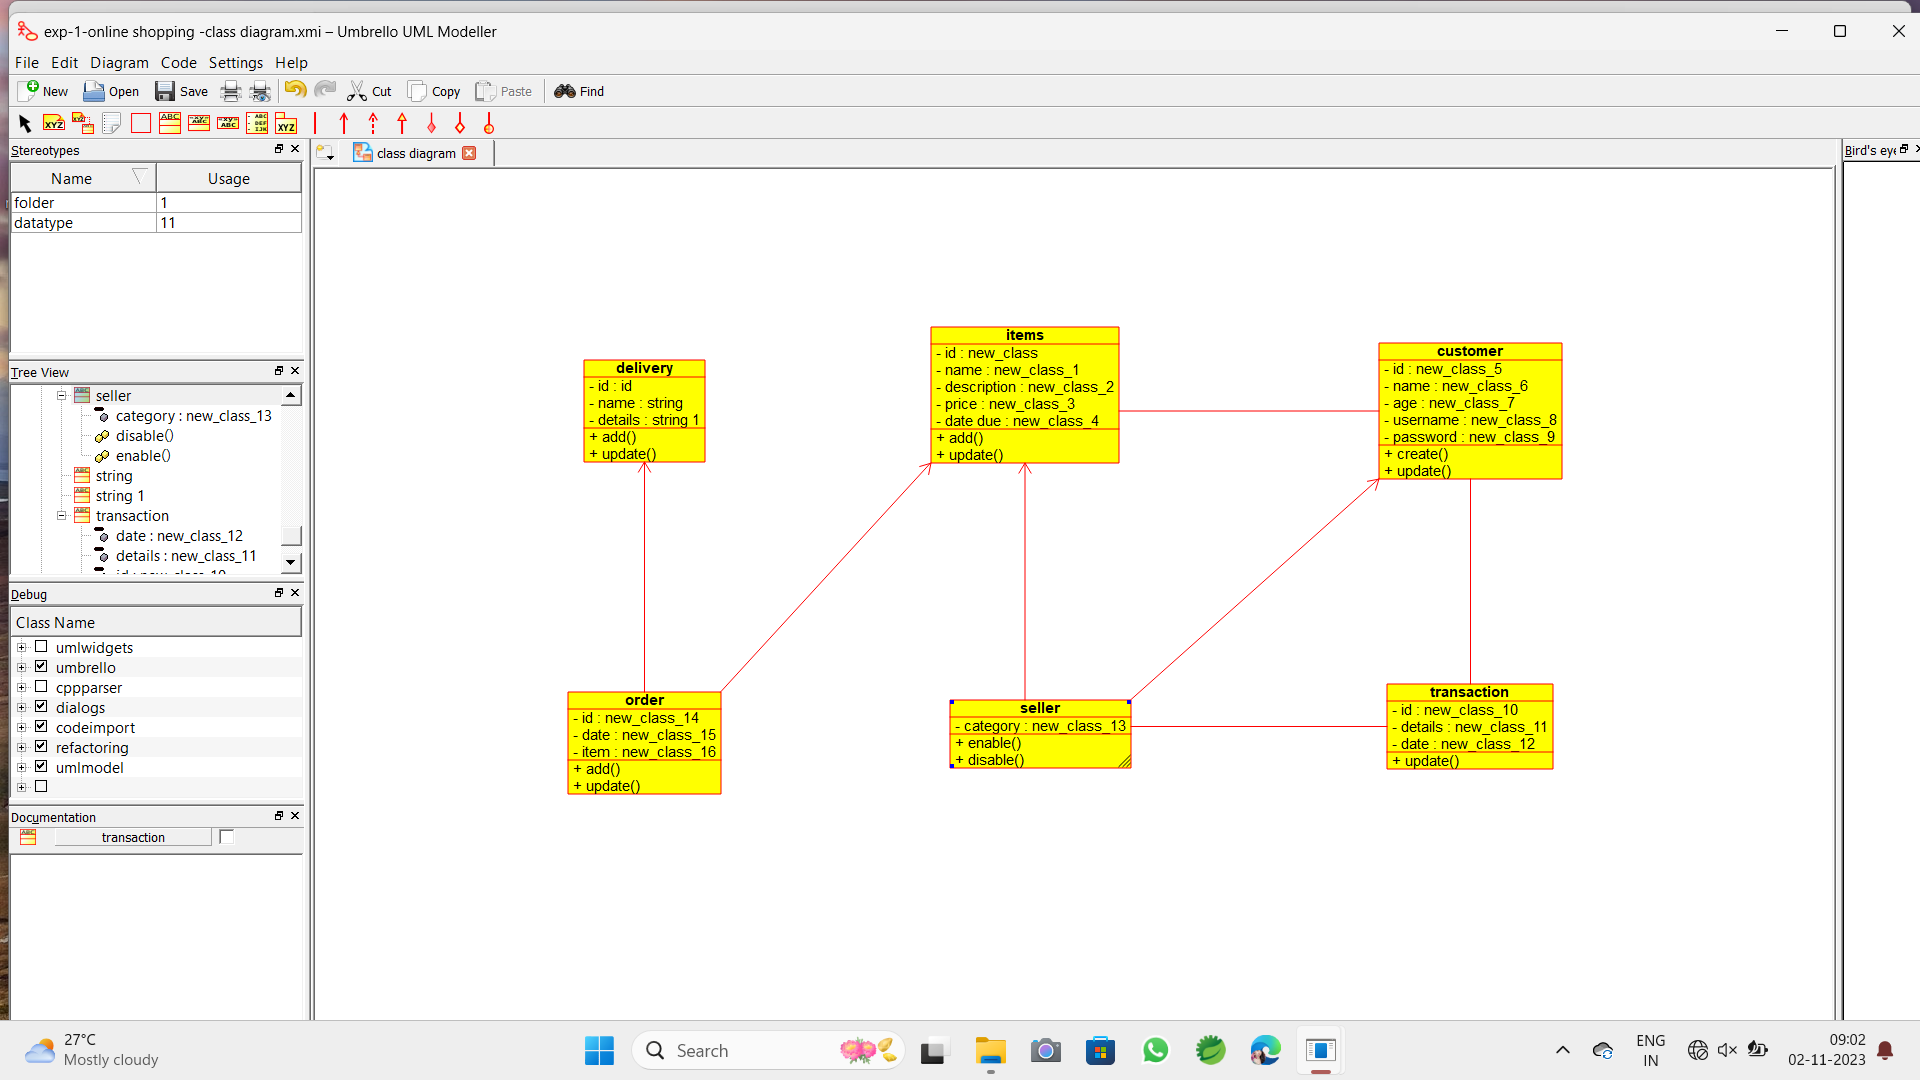 exp-1-online shopping -class diagram.xmi – Umbrello UML Modeller
File Edit Diagram Code Settings Help
New Open Save Cut Copy Paste Find
Stereotypes
Name Usage
folder 1
datatype 11
Tree View
seller
category : new_class_13
disable()
enable()
string
string 1
transaction
date : new_class_12
details : new_class_11
Debug
Class Name
umlwidgets
umbrello
cppparser
dialogs
codeimport
refactoring
umlmodel
Documentation
transaction
class diagram
Bird's eye
delivery
- id : id
- name : string
- details : string 1
+ add()
+ update()
items
- id : new_class
- name : new_class_1
- description : new_class_2
- price : new_class_3
- date due : new_class_4
+ add()
+ update()
customer
- id : new_class_5
- name : new_class_6
- age : new_class_7
- username : new_class_8
- password : new_class_9
+ create()
+ update()
order
- id : new_class_14
- date : new_class_15
- item : new_class_16
+ add()
+ update()
seller
- category : new_class_13
+ enable()
+ disable()
transaction
- id : new_class_10
- details : new_class_11
- date : new_class_12
+ update()
27°C
Mostly cloudy
Search
ENG
IN
09:02
02-11-2023